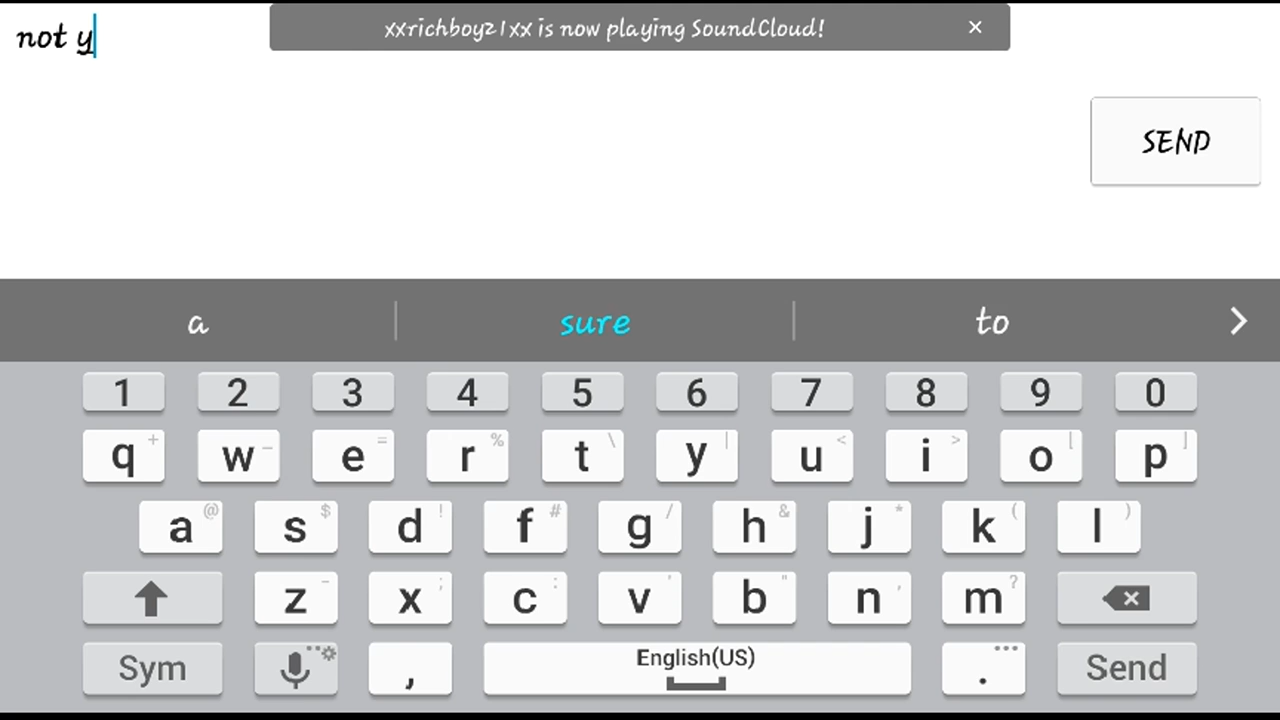 not y
xxrichboy21xx is now playing SoundCloud! ×
SEND
a sure to
1 2 3 4 5 6 7 8 9 0
q + w _ e = r % t \ y | u < i > o [ p ]
a @ s $ d ! f # g / h & j * k ( l )
z - x ; c : v ' b " n , m ?
Sym , English(US) . Send